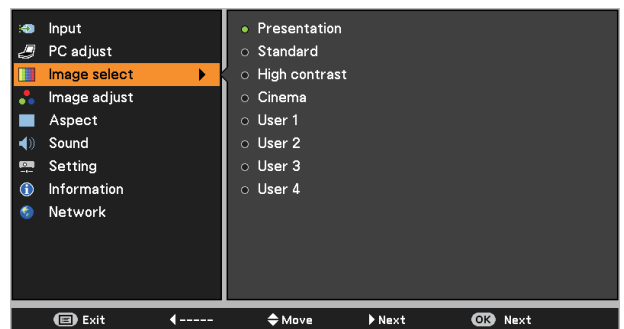 Input
PC adjust
Image select
Image adjust
Aspect
Sound
Setting
Information
Network
Presentation
Standard
High contrast
Cinema
User 1
User 2
User 3
User 4
Exit ----- Move Next OK Next